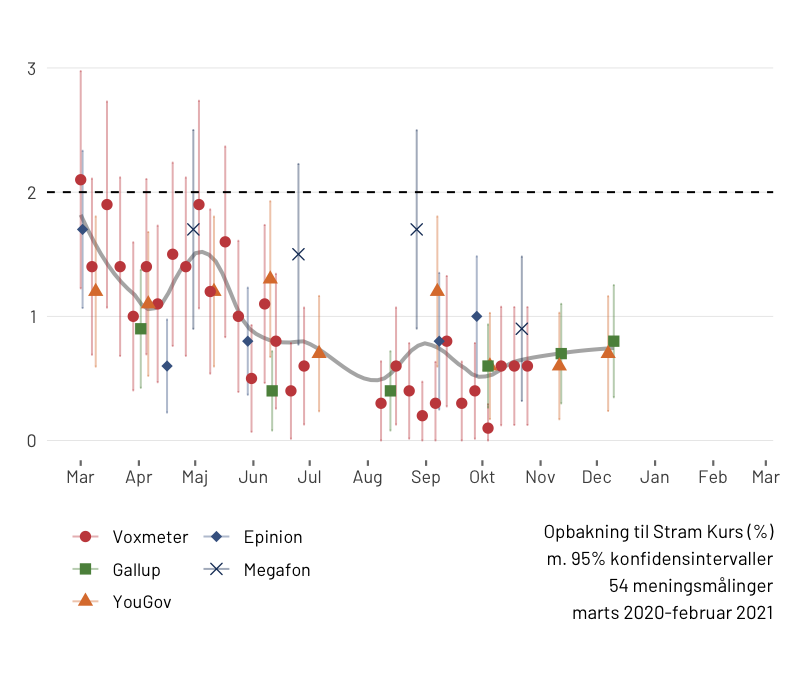 3
2
1
0
Mar Apr Maj Jun Jul Aug Sep Okt Nov Dec Jan Feb Mar
Voxmeter Epinion
Gallup Megafon
YouGov
Opbakning til Stram Kurs (%)
m. 95% konfidensintervaller
54 meningsmålinger
marts 2020-februar 2021